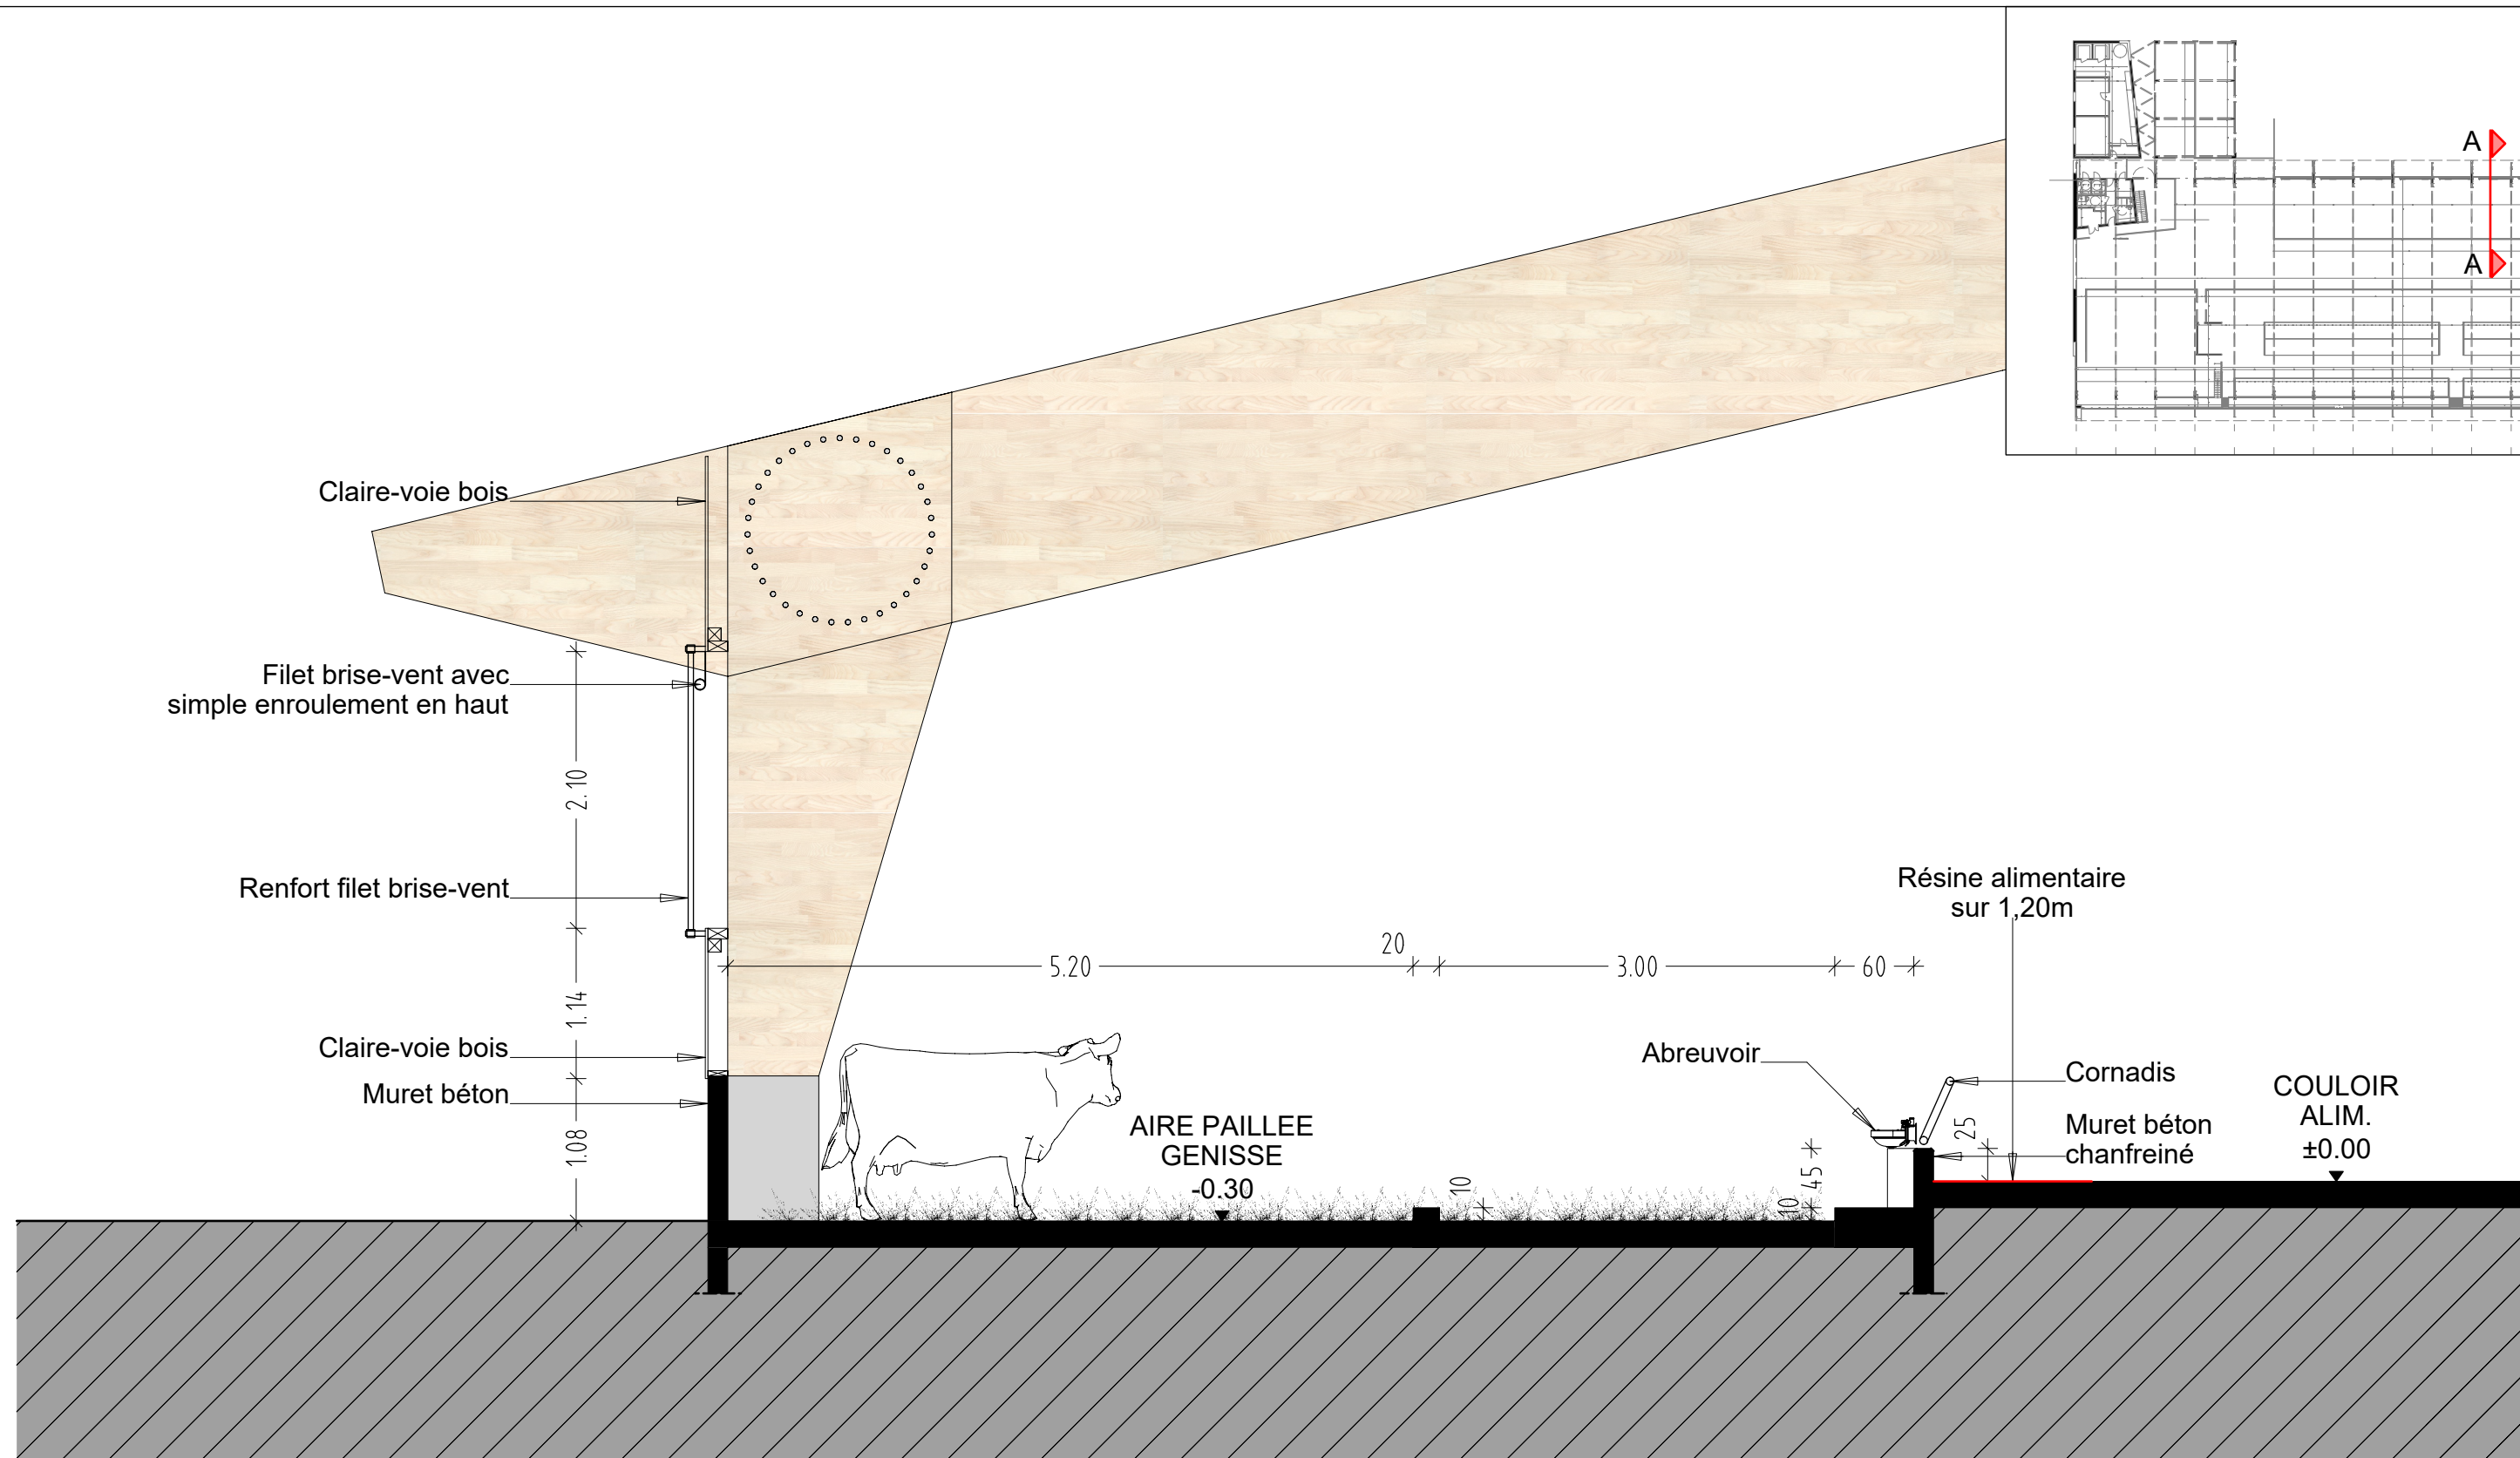 A
A
Claire-voie bois
Filet brise-vent avec
simple enroulement en haut
2.10
Renfort filet brise-vent
Résine alimentaire
sur 1,20m
20
5.20
3.00
60
1.14
Claire-voie bois
Abreuvoir
Cornadis
COULOIR
ALIM.
±0.00
Muret béton
1.08
AIRE PAILLEE
GENISSE
-0.30
25
Muret béton
chanfreiné
45
10
10